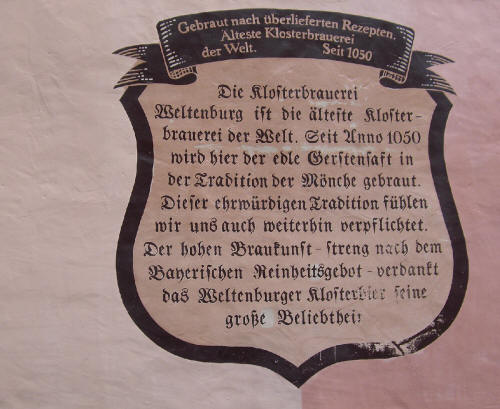 Gebraut nach überlieferten Rezepten.
Älteste Klosterbrauerei
der Welt. Seit 1050
Die Klosterbrauerei
Weltenburg ist die älteste Kloster-
brauerei der Welt. Seit Anno 1050
wird hier der edle Gerstensaft in
der Tradition der Mönche gebraut.
Dieser ehrwürdigen Tradition fühlen
wir uns auch weiterhin verpflichtet.
Der hohen Braukunst - streng nach dem
Bayerischen Reinheitsgebot - verdankt
das Weltenburger Klosterbier seine
große Beliebtheit